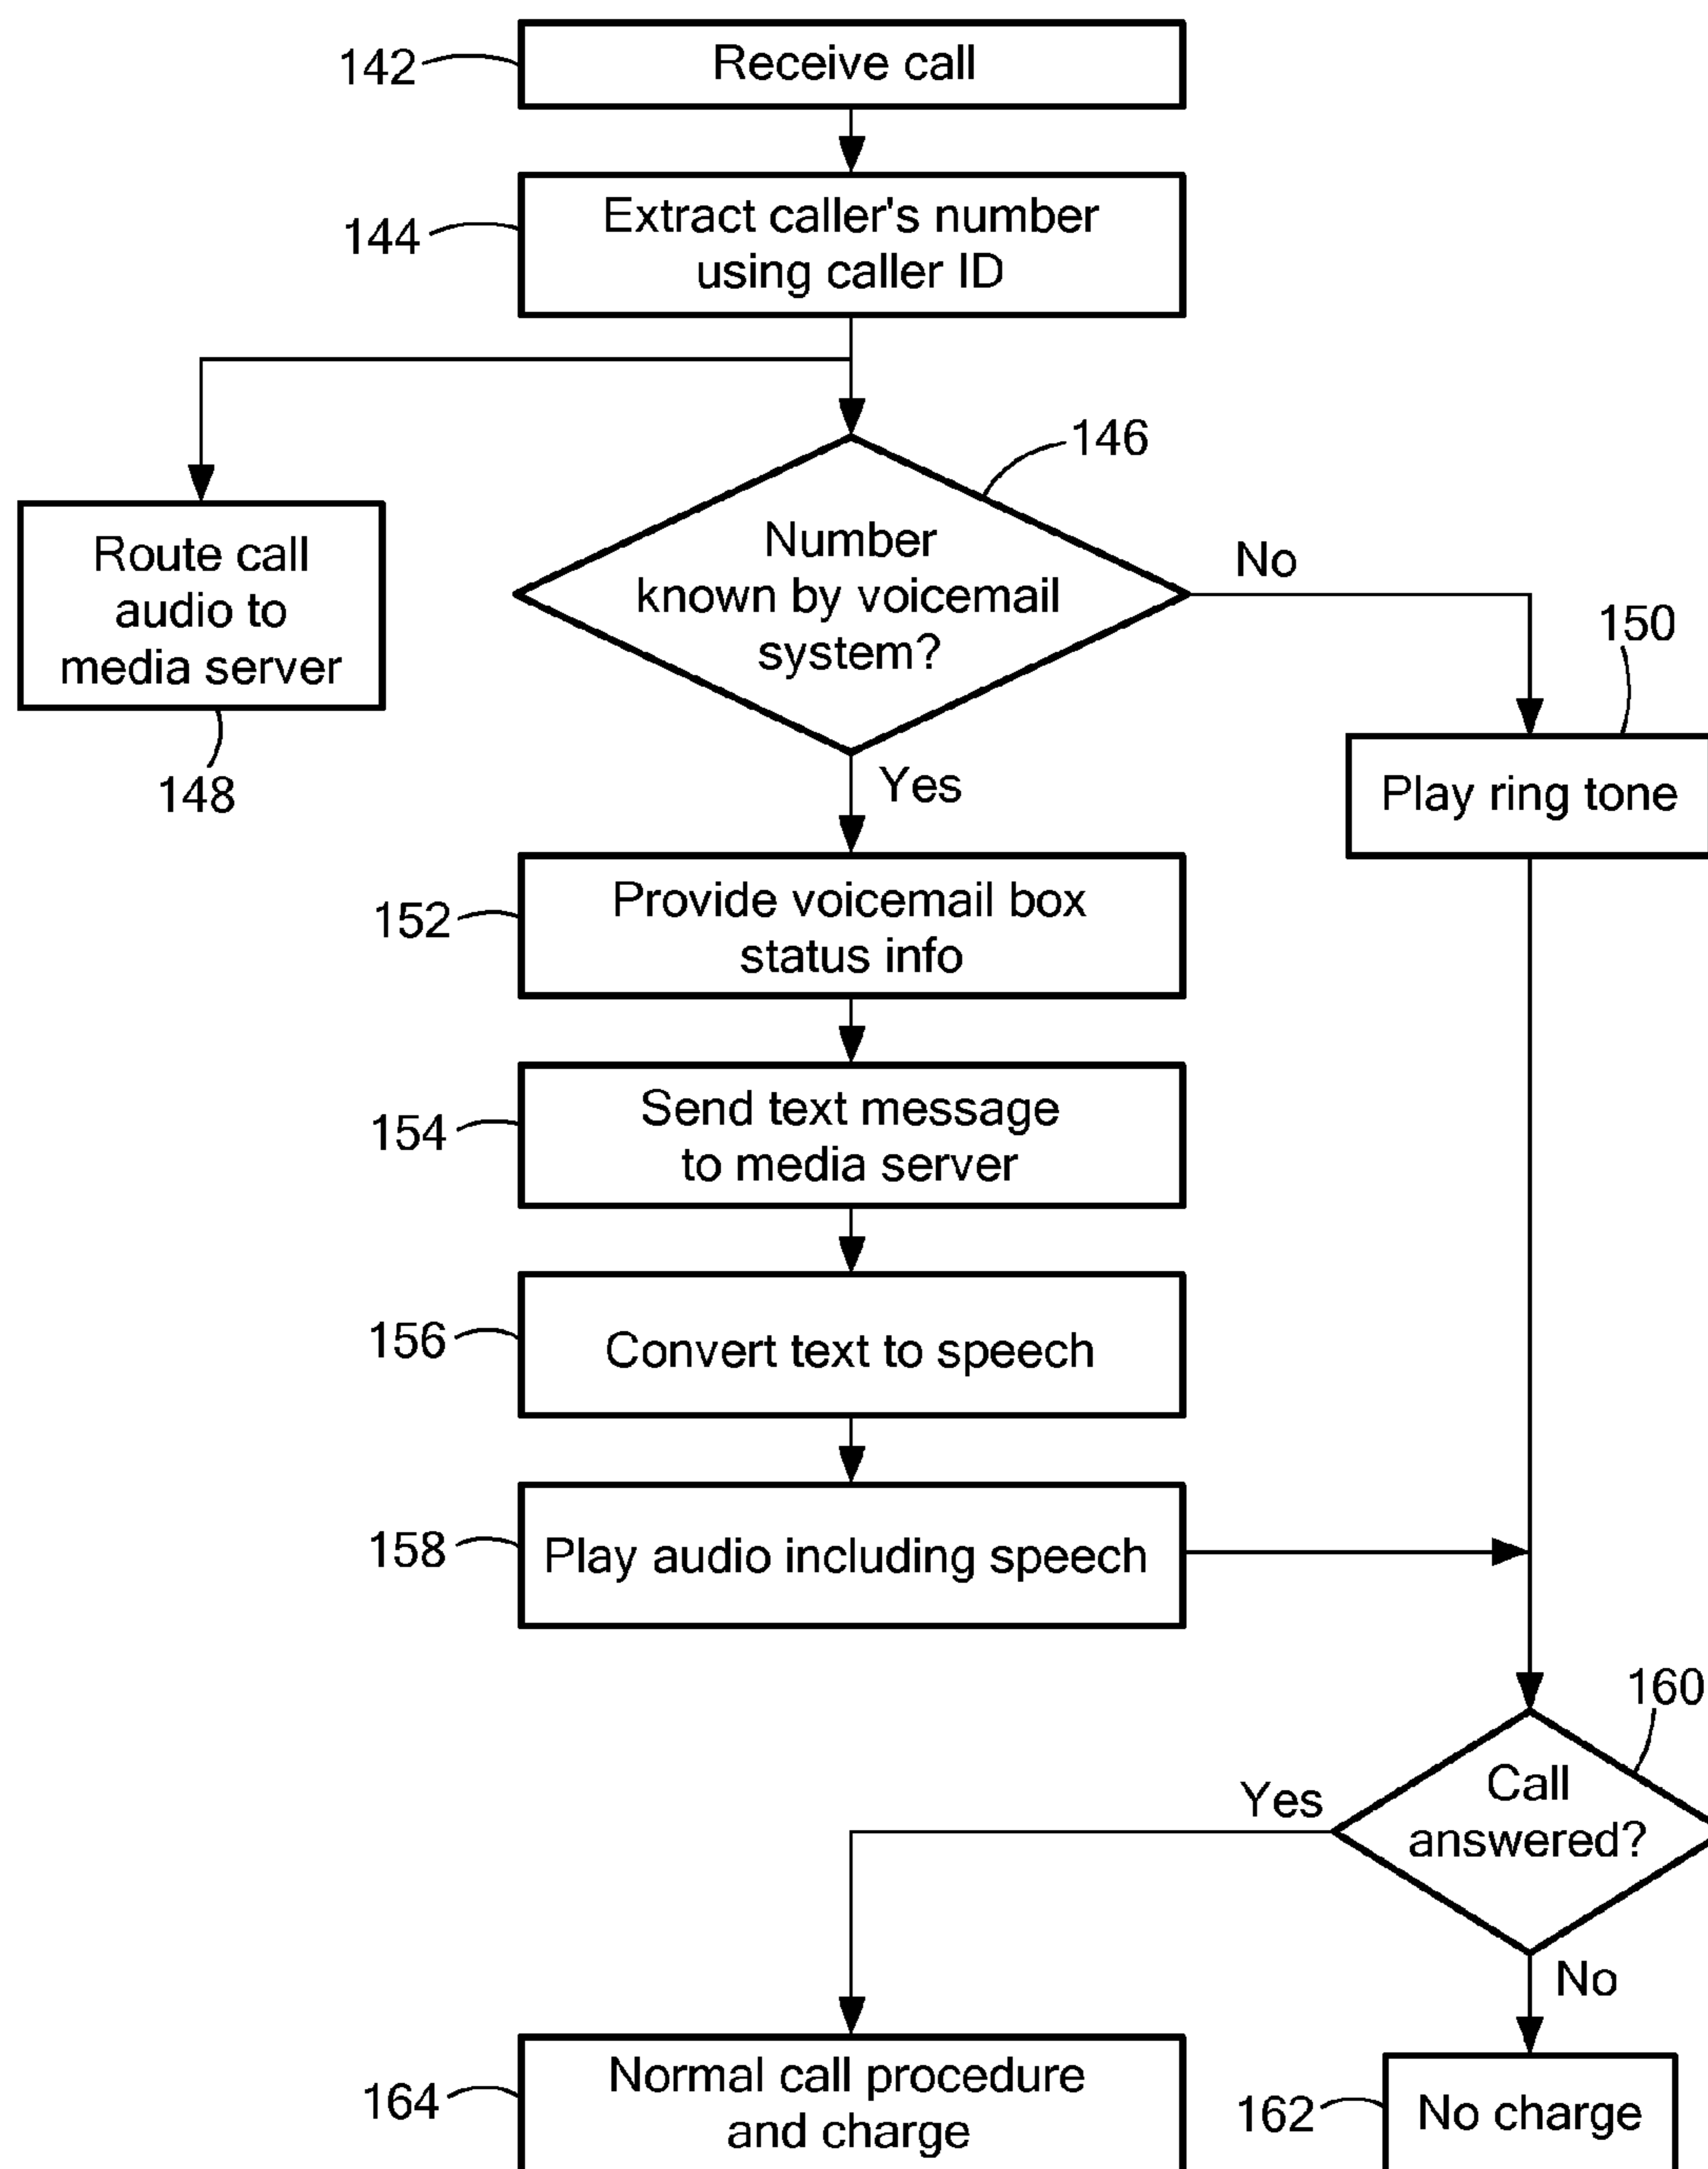 142
Receive call
144
Extract caller's number
using caller ID
146
Number
known by voicemail
system?
No
Route call
audio to
media server
148
150
Play ring tone
Yes
152
Provide voicemail box
status info
154
Send text message
to media server
156
Convert text to speech
158
Play audio including speech
160
Call
answered?
Yes
No
164
Normal call procedure
and charge
162
No charge